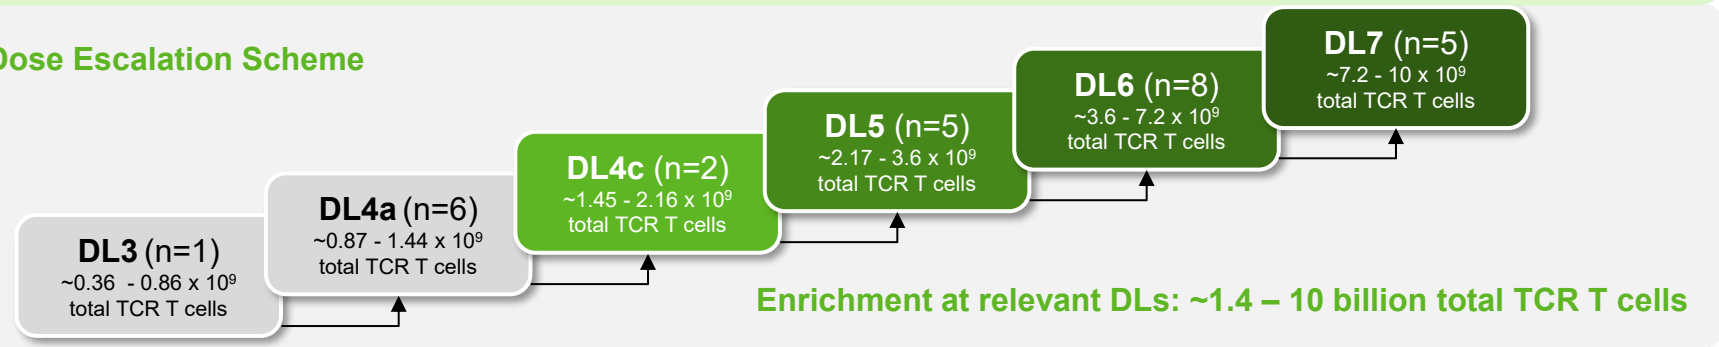 Dose Escalation Scheme
DL3 (n=1)
~0.36 - 0.86 x 10⁹
total TCR T cells
DL4a (n=6)
~0.87 - 1.44 x 10⁹
total TCR T cells
DL4c (n=2)
~1.45 - 2.16 x 10⁹
total TCR T cells
DL5 (n=5)
~2.17 - 3.6 x 10⁹
total TCR T cells
DL6 (n=8)
~3.6 - 7.2 x 10⁹
total TCR T cells
DL7 (n=5)
~7.2 - 10 x 10⁹
total TCR T cells
Enrichment at relevant DLs: ~1.4 – 10 billion total TCR T cells